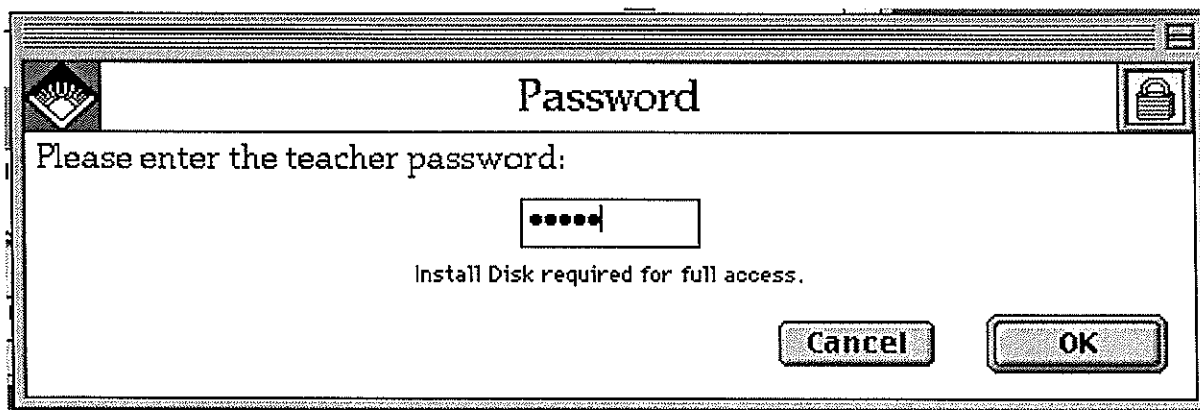 Password
Please enter the teacher password:
•••••
Install Disk required for full access.
Cancel OK